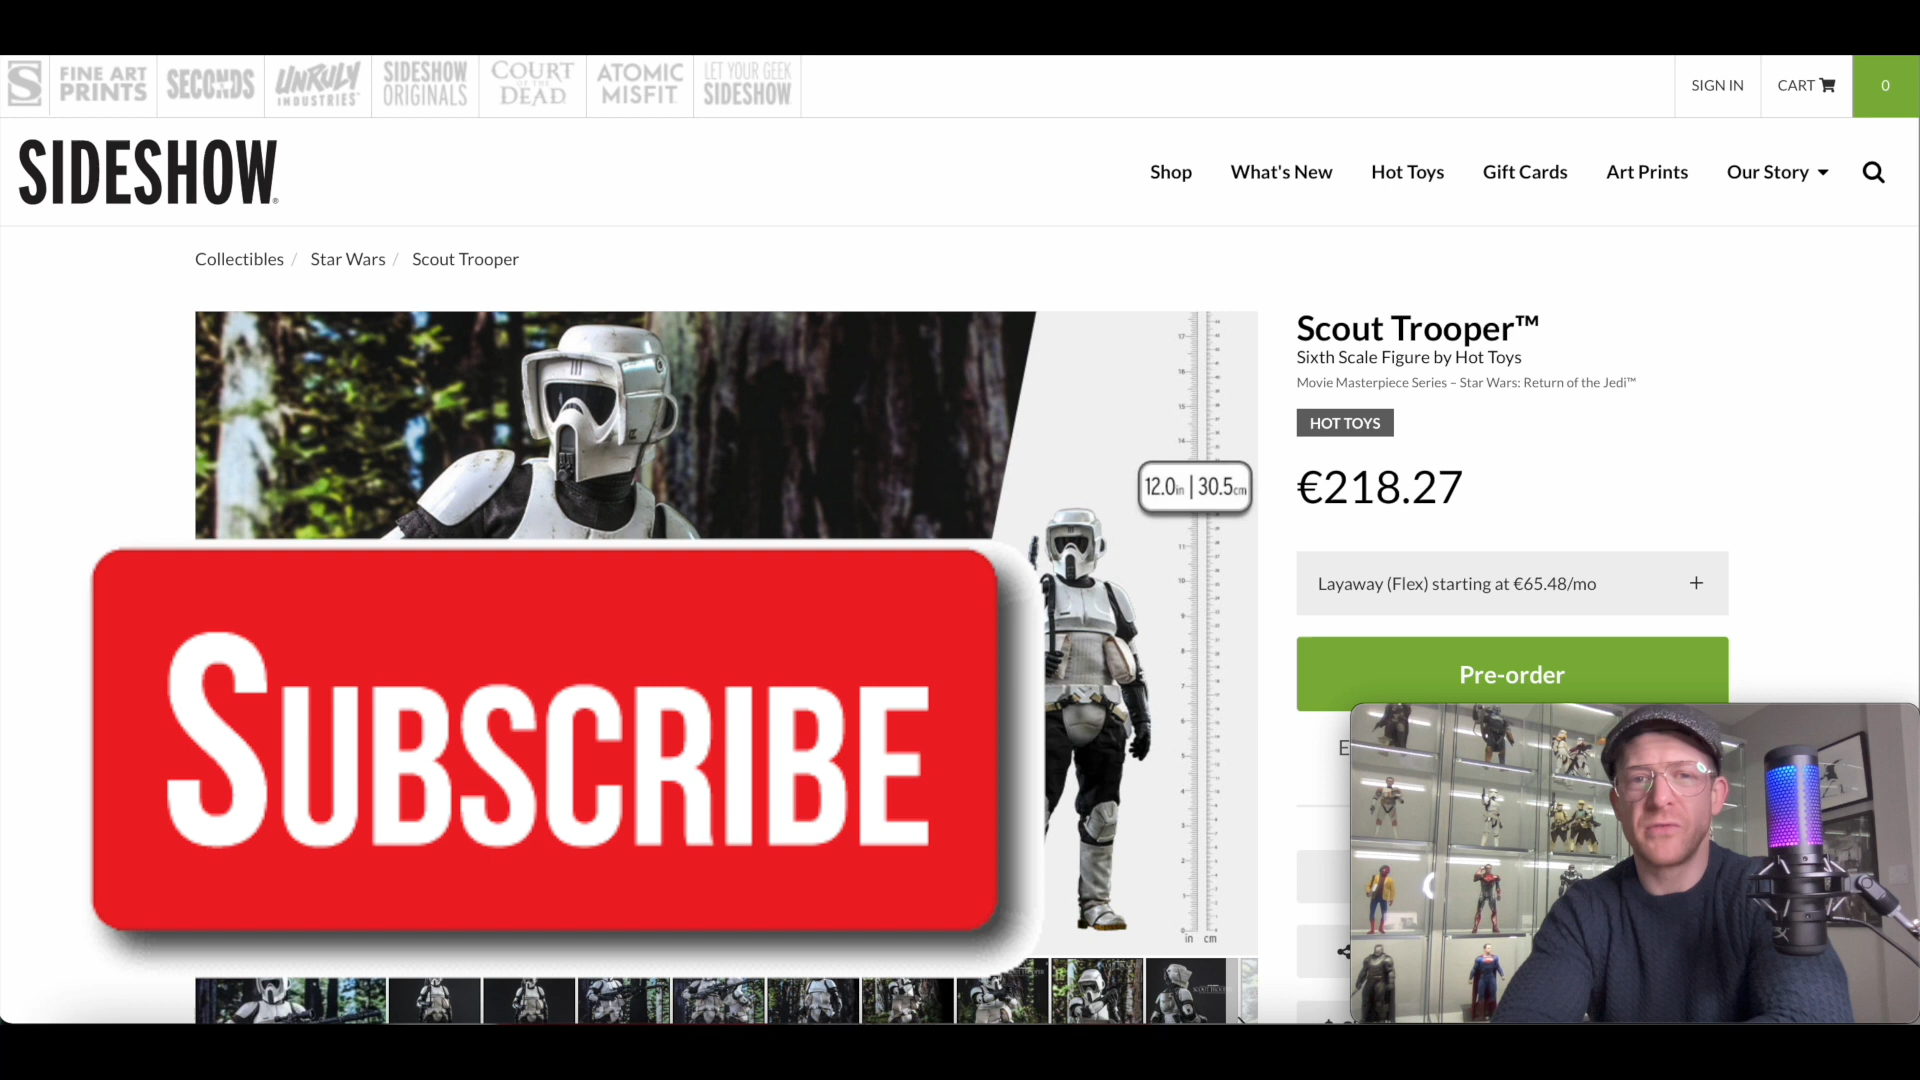 S
FINE ART
PRINTS
SECONDS
UNRULY
INDUSTRIES
SIDESHOW
ORIGINALS
COURT
OF THE
DEAD
ATOMIC
MISFIT
LET YOUR GEEK
SIDESHOW
SIGN IN
CART
0
SIDESHOW
Shop
What's New
Hot Toys
Gift Cards
Art Prints
Our Story
Collectibles / Star Wars / Scout Trooper
Scout Trooper™
Sixth Scale Figure by Hot Toys
Movie Masterpiece Series – Star Wars: Return of the Jedi™
HOT TOYS
€218.27
12.0in | 30.5cm
Layaway (Flex) starting at €65.48/mo +
Pre-order
E
SUBSCRIBE
in cm